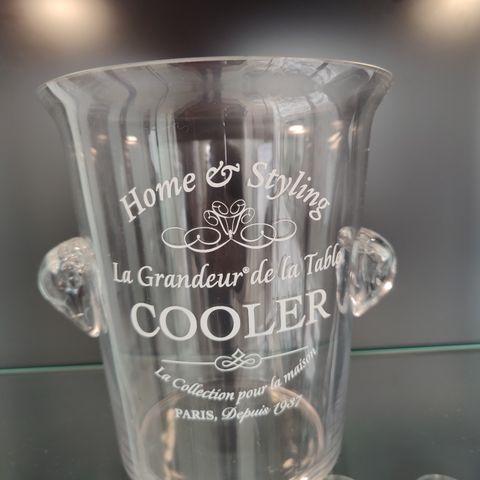 Home & Styling
La Grandeur® de la Table
COOLER
La Collection pour la maison
PARIS, Depuis 1937